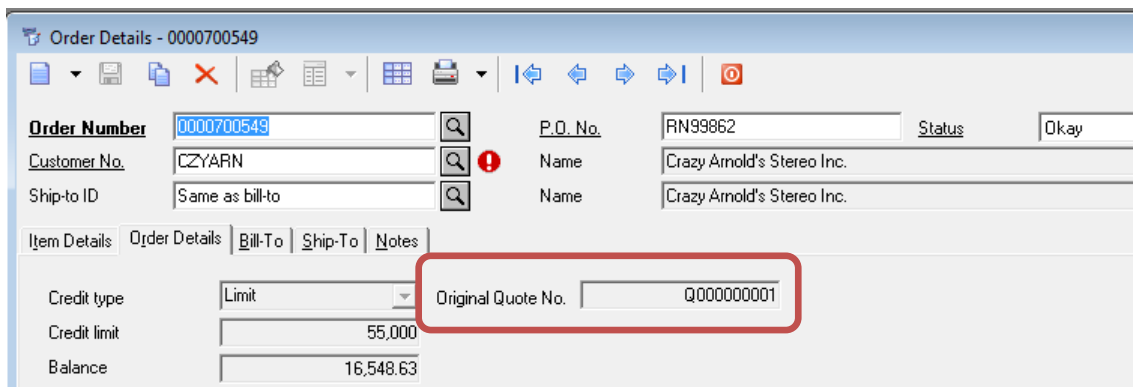 Order Details - 0000700549
Order Number 0000700549 P.O. No. RN99862 Status Okay
Customer No. CZYARN Name Crazy Arnold's Stereo Inc.
Ship-to ID Same as bill-to Name Crazy Arnold's Stereo Inc.
Item Details Order Details Bill-To Ship-To Notes
Credit type Limit Original Quote No. Q000000001
Credit limit 55,000
Balance 16,548.63